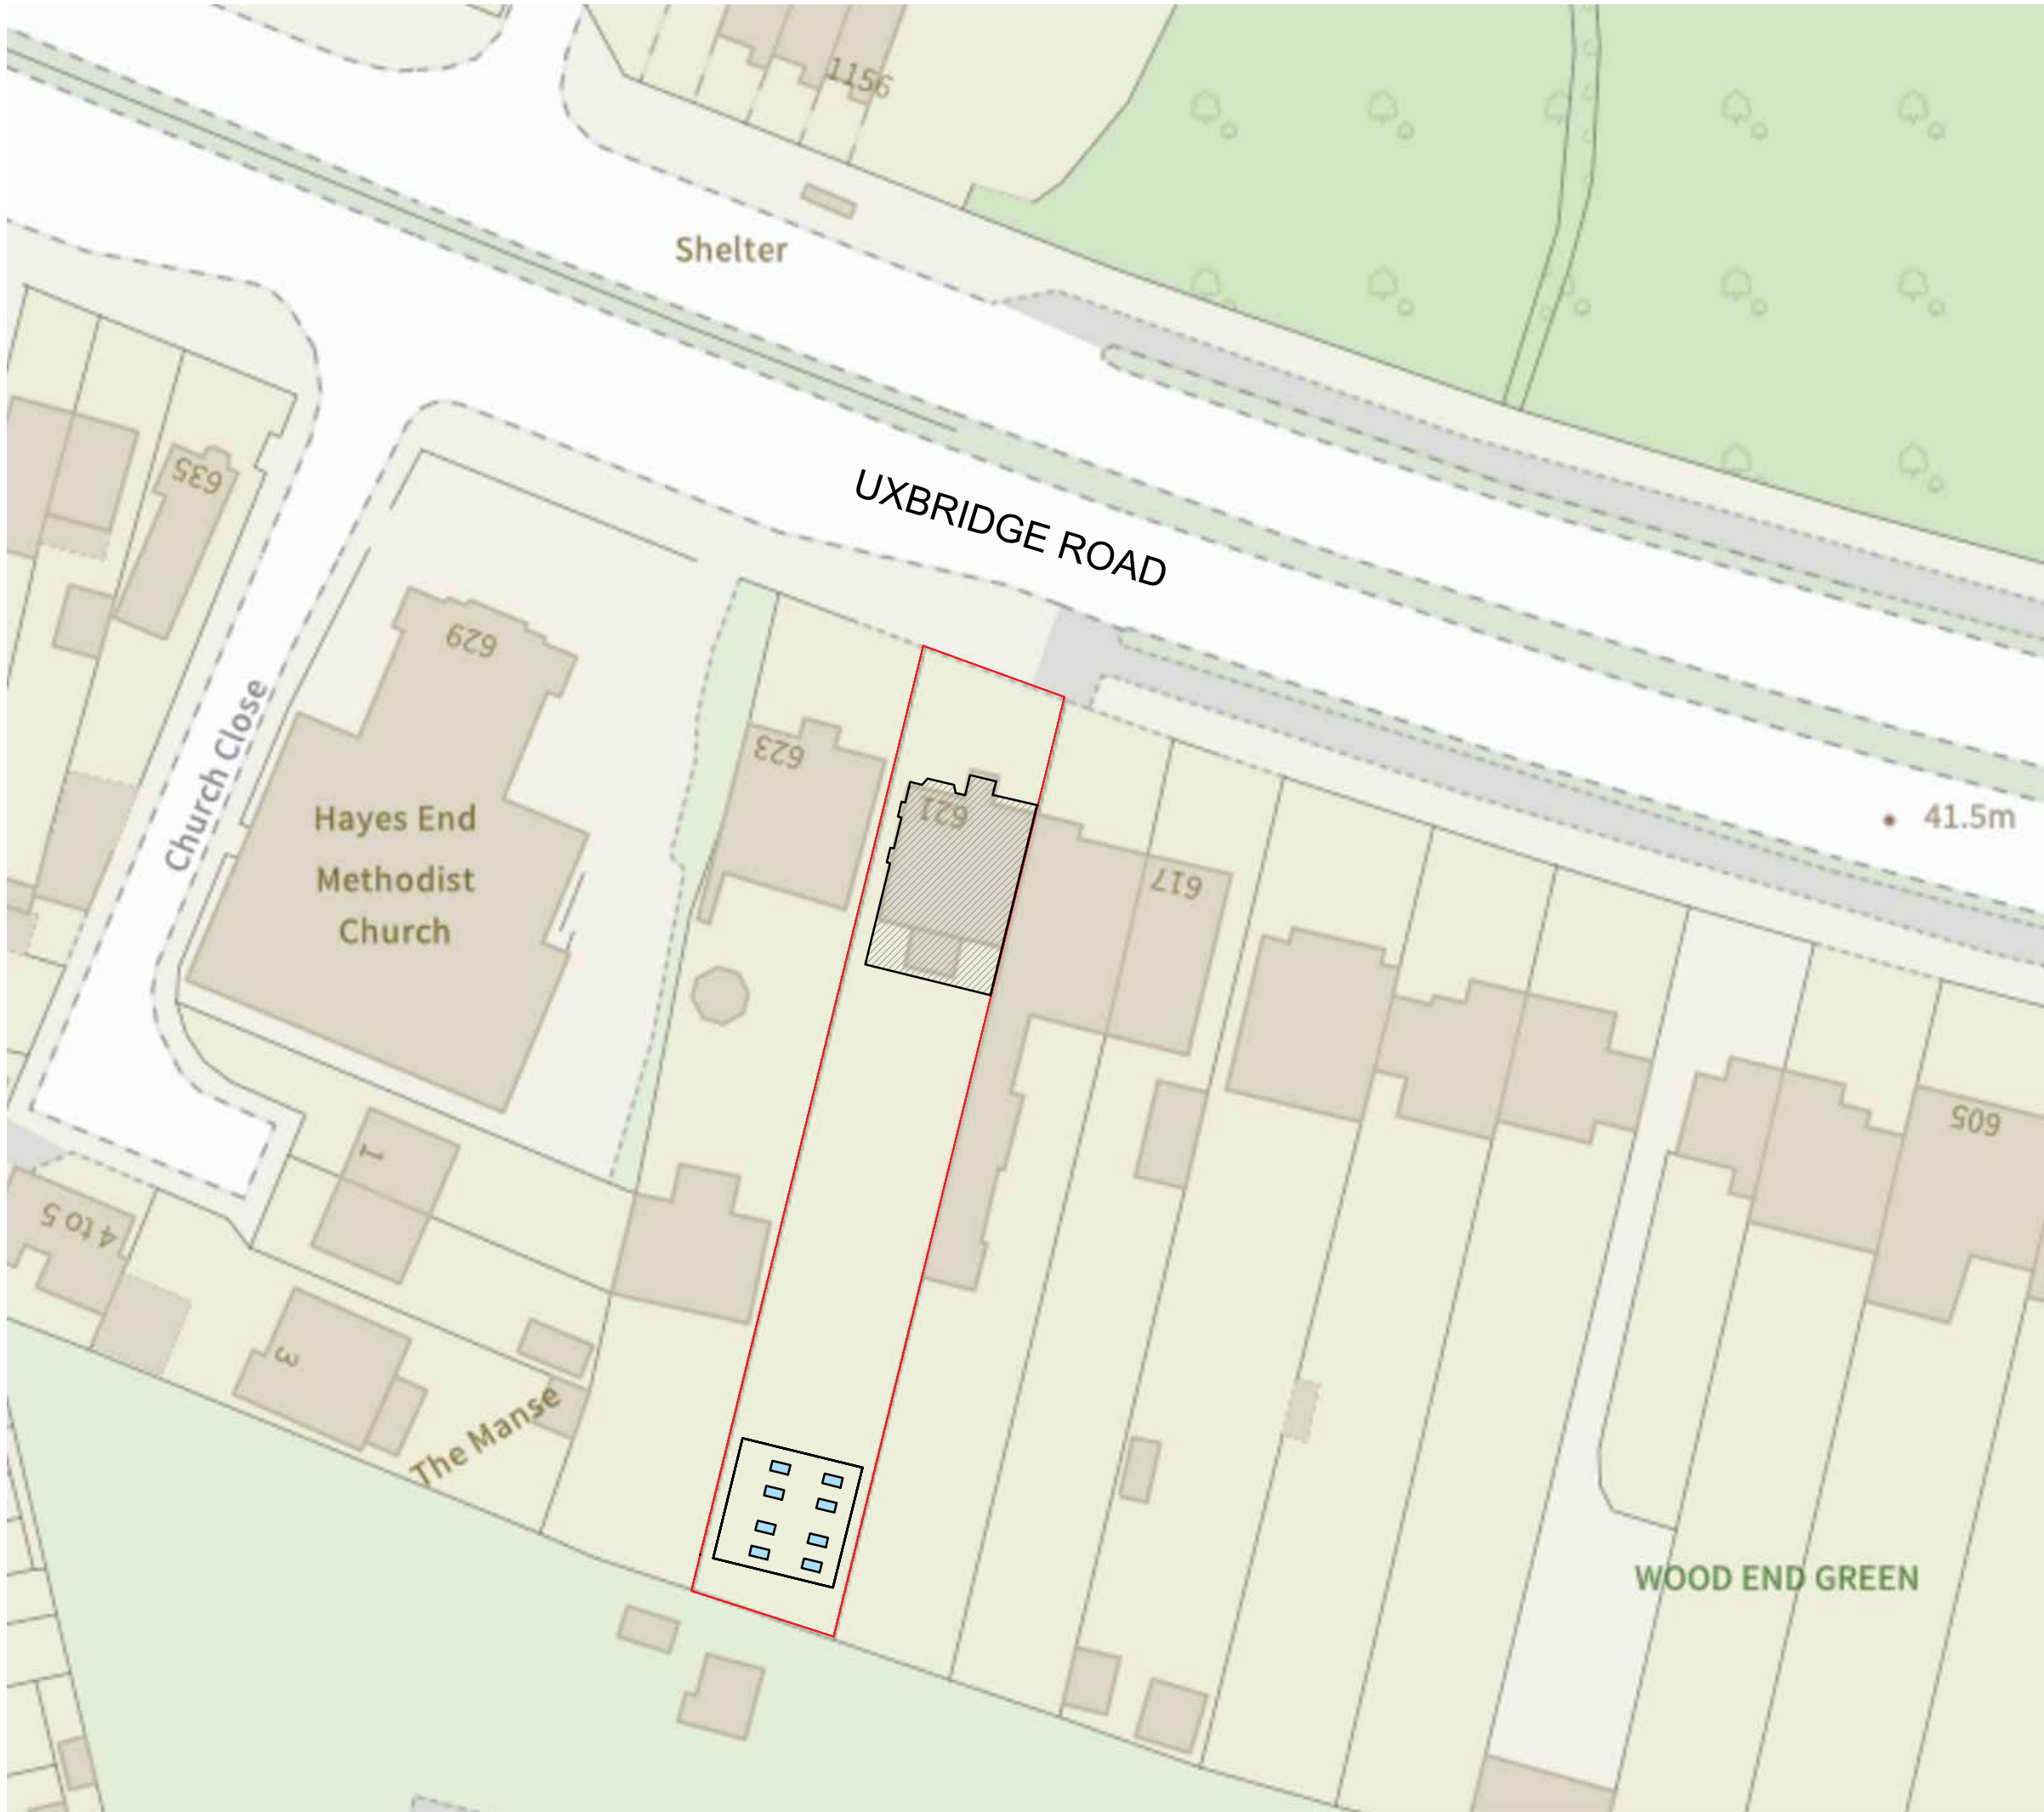 1156
Shelter
UXBRIDGE ROAD
635
629
Church Close
623
621
41.5m
Hayes End
Methodist
Church
617
605
1
4 to 5
3
The Manse
WOOD END GREEN